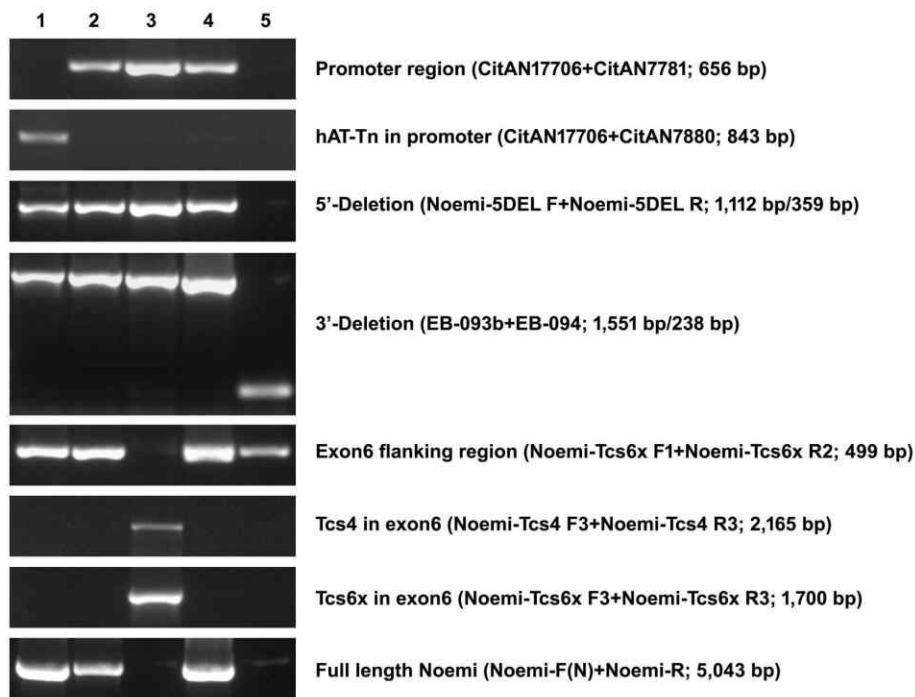 1 2 3 4 5
Promoter region (CitAN17706+CitAN7781; 656 bp)
hAT-Tn in promoter (CitAN17706+CitAN7880; 843 bp)
5’-Deletion (Noemi-5DEL F+Noemi-5DEL R; 1,112 bp/359 bp)
3’-Deletion (EB-093b+EB-094; 1,551 bp/238 bp)
Exon6 flanking region (Noemi-Tcs6x F1+Noemi-Tcs6x R2; 499 bp)
Tcs4 in exon6 (Noemi-Tcs4 F3+Noemi-Tcs4 R3; 2,165 bp)
Tcs6x in exon6 (Noemi-Tcs6x F3+Noemi-Tcs6x R3; 1,700 bp)
Full length Noemi (Noemi-F(N)+Noemi-R; 5,043 bp)